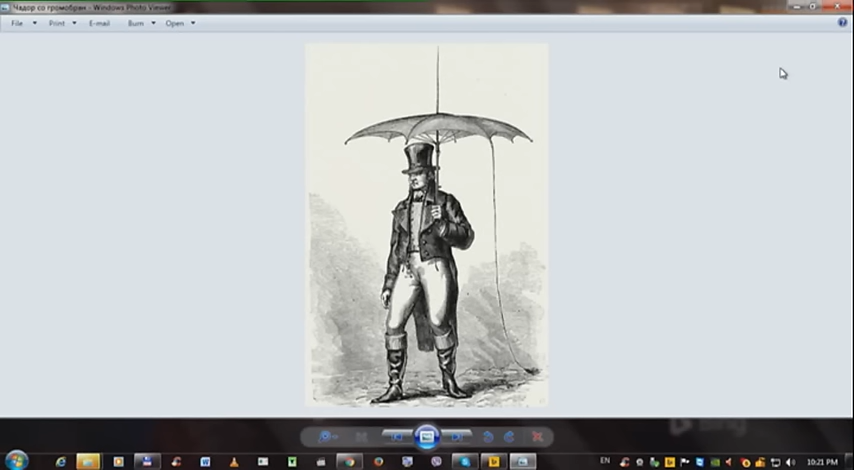 Чадор со громобран - Windows Photo Viewer
File Print E-mail Burn Open
EN 10:21 PM